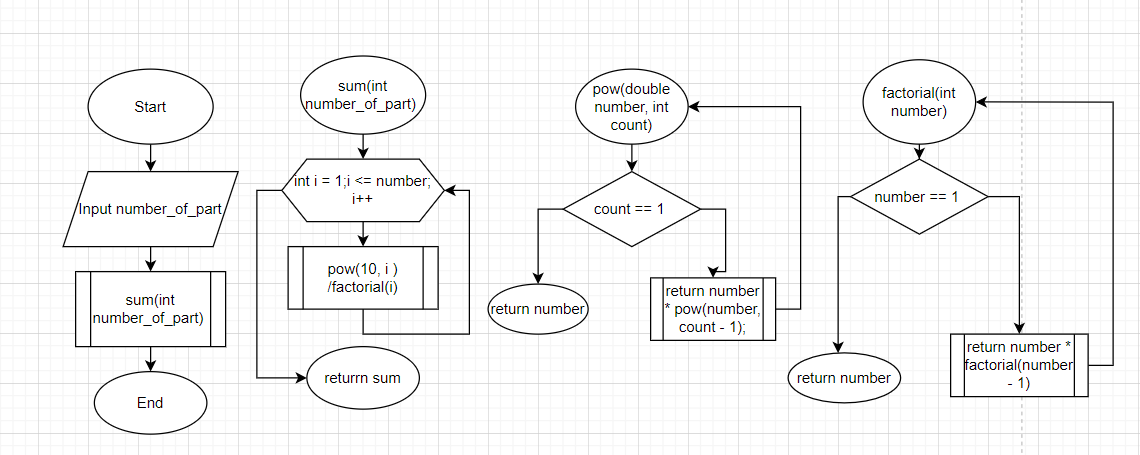 Start
Input number_of_part
sum(int
number_of_part)
End
sum(int
number_of_part)
int i = 1;i <= number;
i++
pow(10, i )
/factorial(i)
returrn sum
pow(double
number, int
count)
count == 1
return number
return number
* pow(number,
count - 1);
factorial(int
number)
number == 1
return number
return number *
factorial(number
- 1)